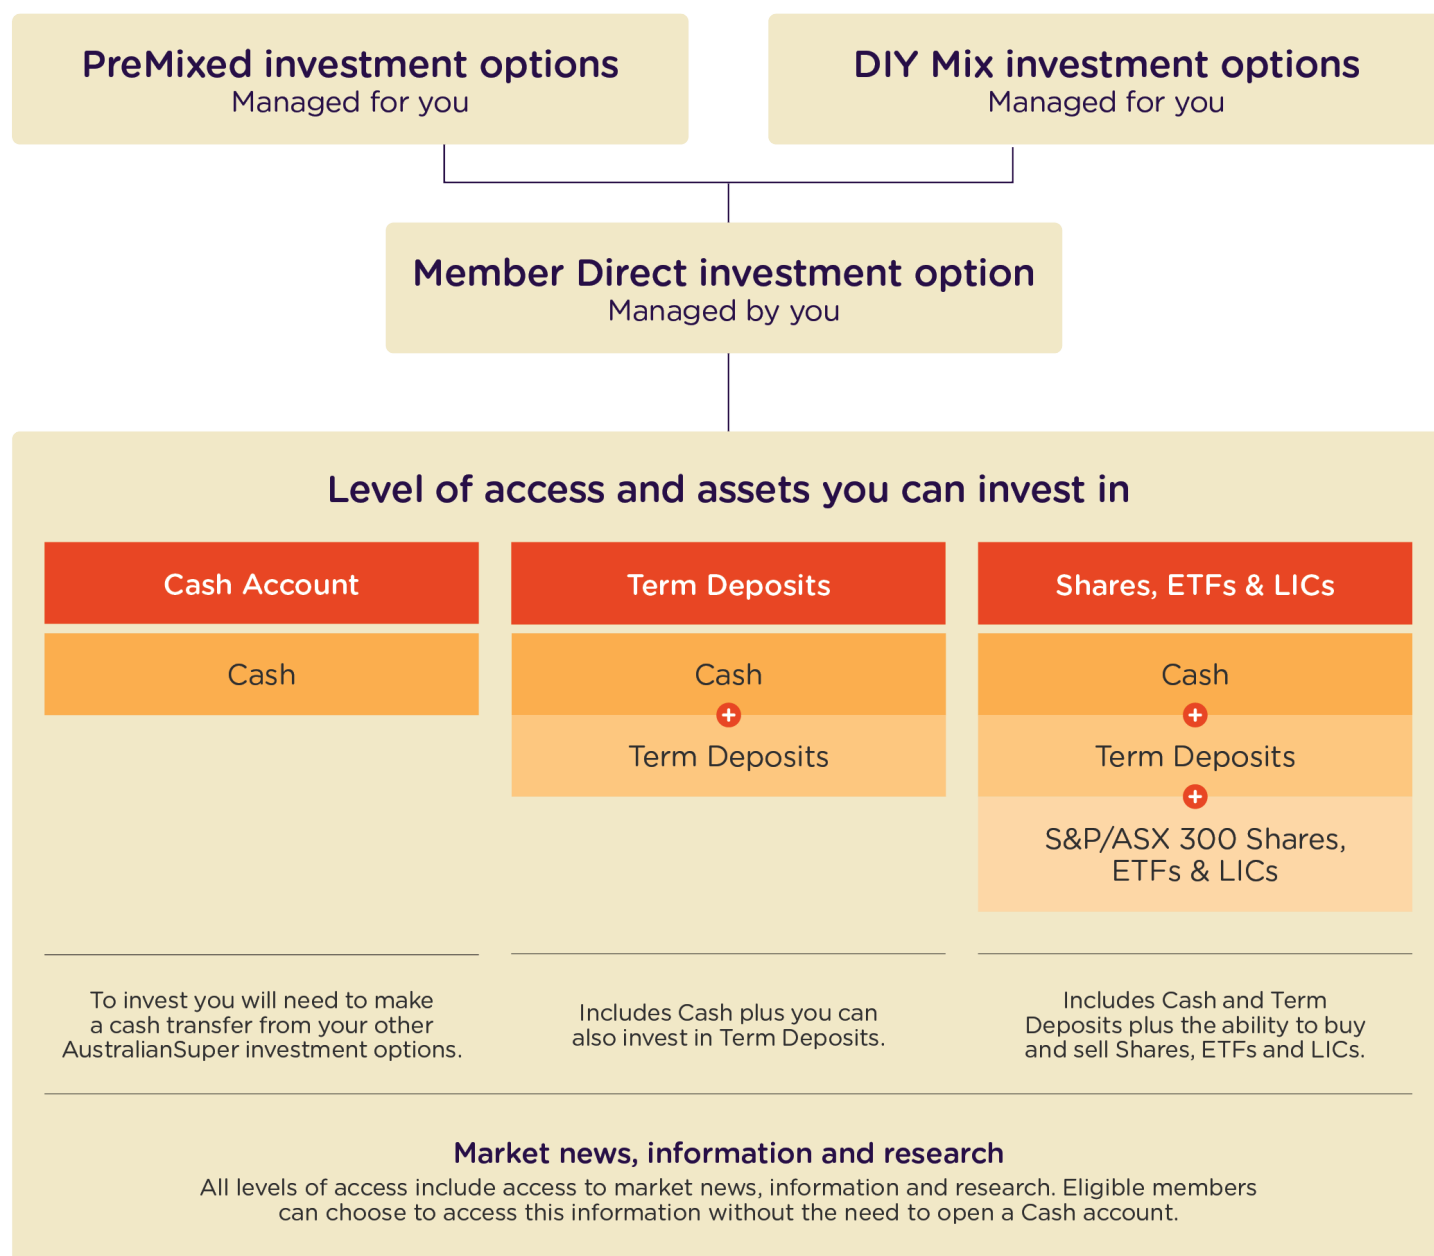 PreMixed investment options
Managed for you
DIY Mix investment options
Managed for you
Member Direct investment option
Managed by you
Level of access and assets you can invest in
Cash Account
Cash
To invest you will need to make
a cash transfer from your other
AustralianSuper investment options.
Term Deposits
Cash
+
Term Deposits
Includes Cash plus you can
also invest in Term Deposits.
Shares, ETFs & LICs
Cash
+
Term Deposits
+
S&P/ASX 300 Shares,
ETFs & LICs
Includes Cash and Term
Deposits plus the ability to buy
and sell Shares, ETFs and LICs.
Market news, information and research
All levels of access include access to market news, information and research. Eligible members
can choose to access this information without the need to open a Cash account.